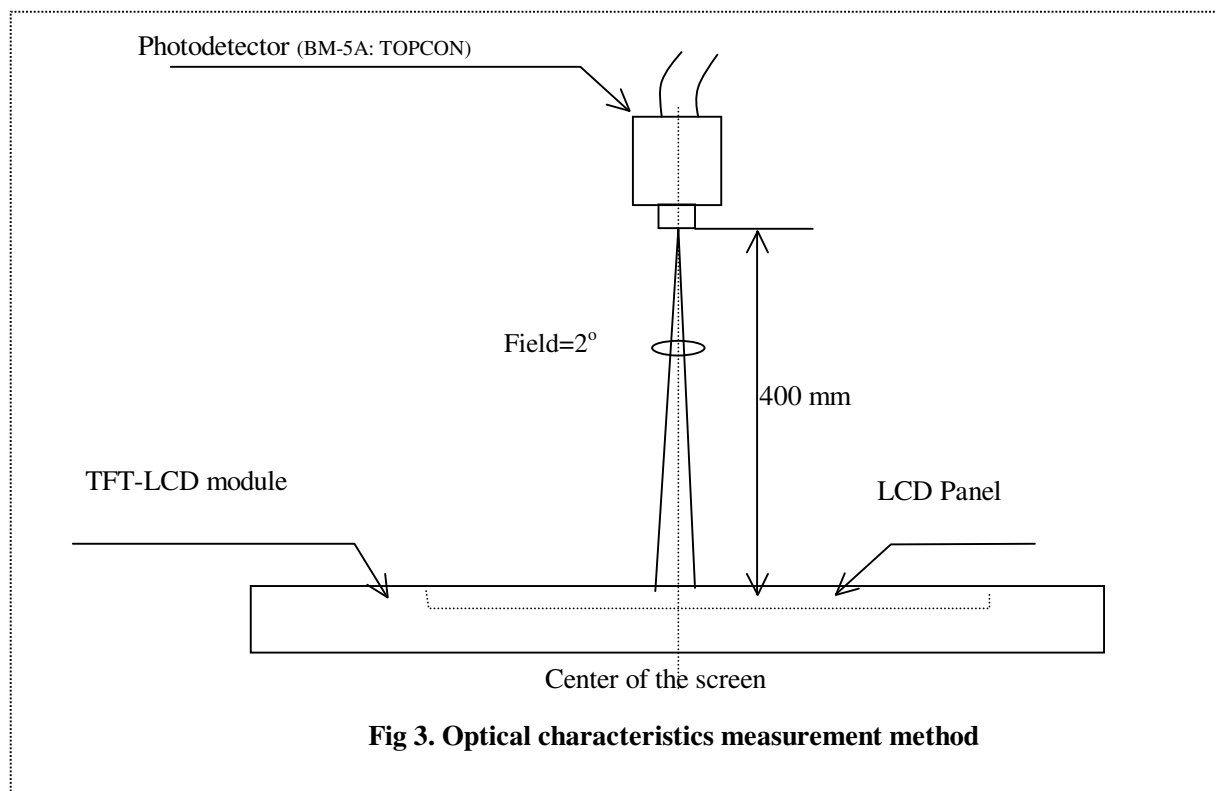 Photodetector (BM-5A: TOPCON)
Field=2°
400 mm
TFT-LCD module
LCD Panel
Center of the screen
Fig 3. Optical characteristics measurement method